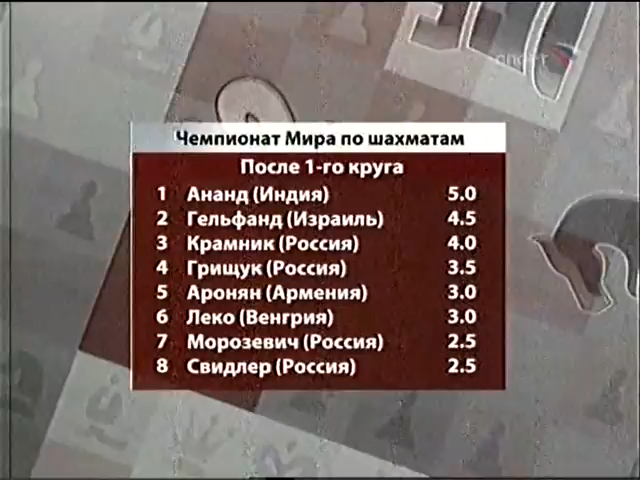 СПОРТ
Чемпионат Мира по шахматам
После 1-го круга
1 Ананд (Индия) 5.0
2 Гельфанд (Израиль) 4.5
3 Крамник (Россия) 4.0
4 Грищук (Россия) 3.5
5 Аронян (Армения) 3.0
6 Леко (Венгрия) 3.0
7 Морозевич (Россия) 2.5
8 Свидлер (Россия) 2.5